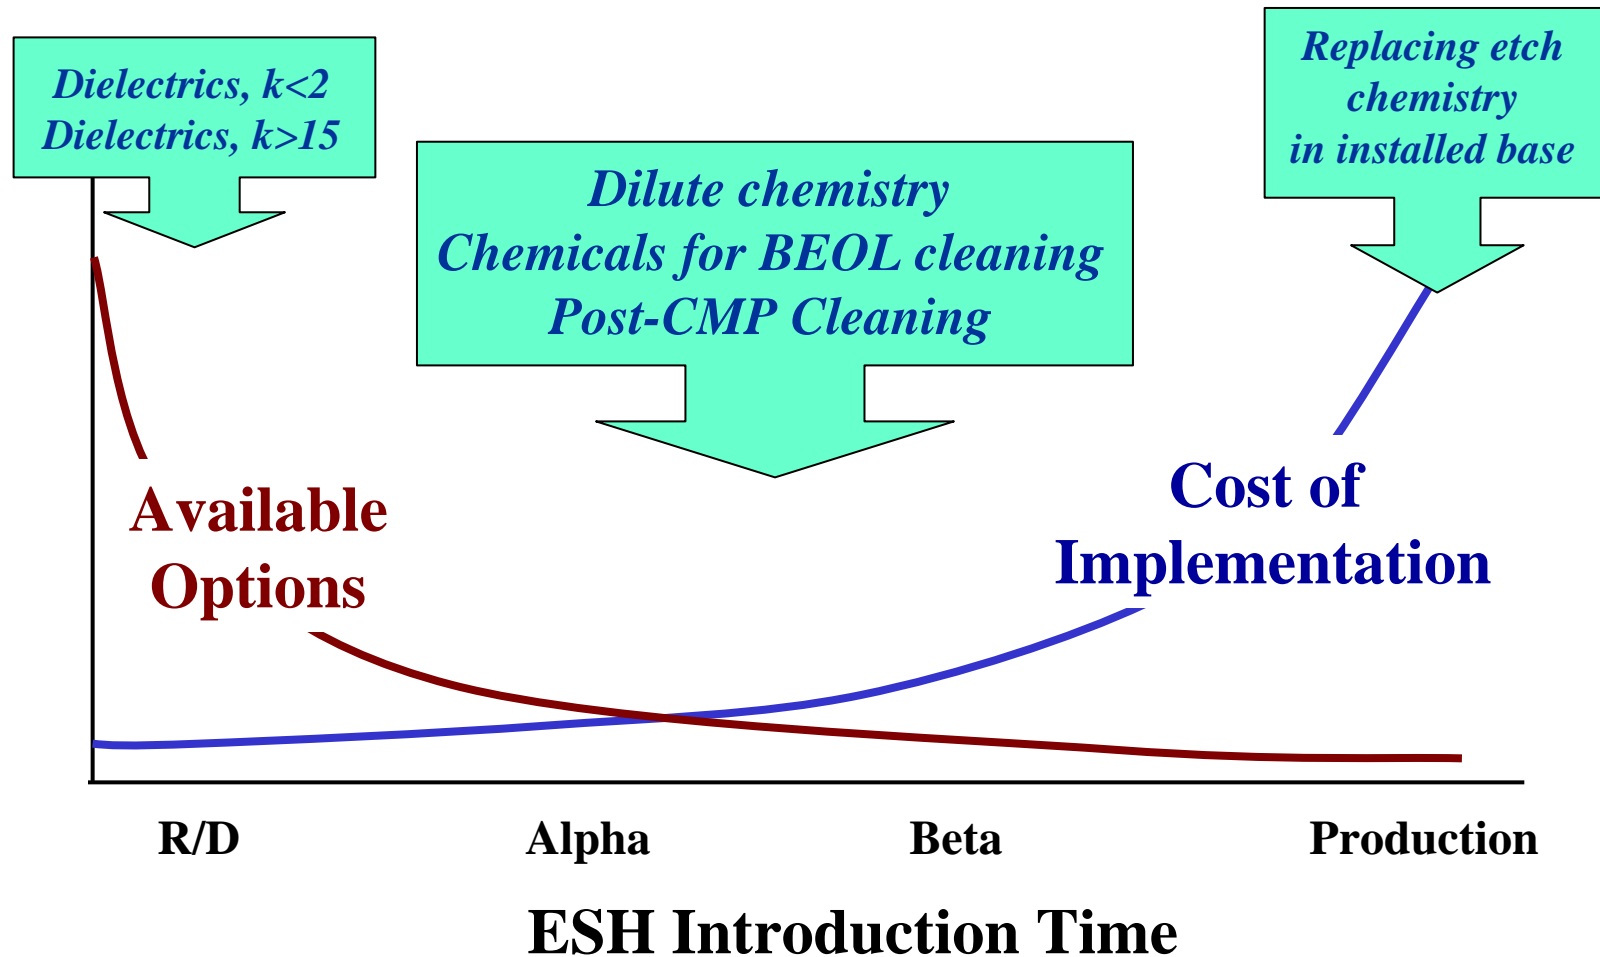 Dielectrics, k<2
Dielectrics, k>15
Dilute chemistry
Chemicals for BEOL cleaning
Post-CMP Cleaning
Replacing etch
chemistry
in installed base
Available
Options
Cost of
Implementation
R/D
Alpha
Beta
Production
ESH Introduction Time